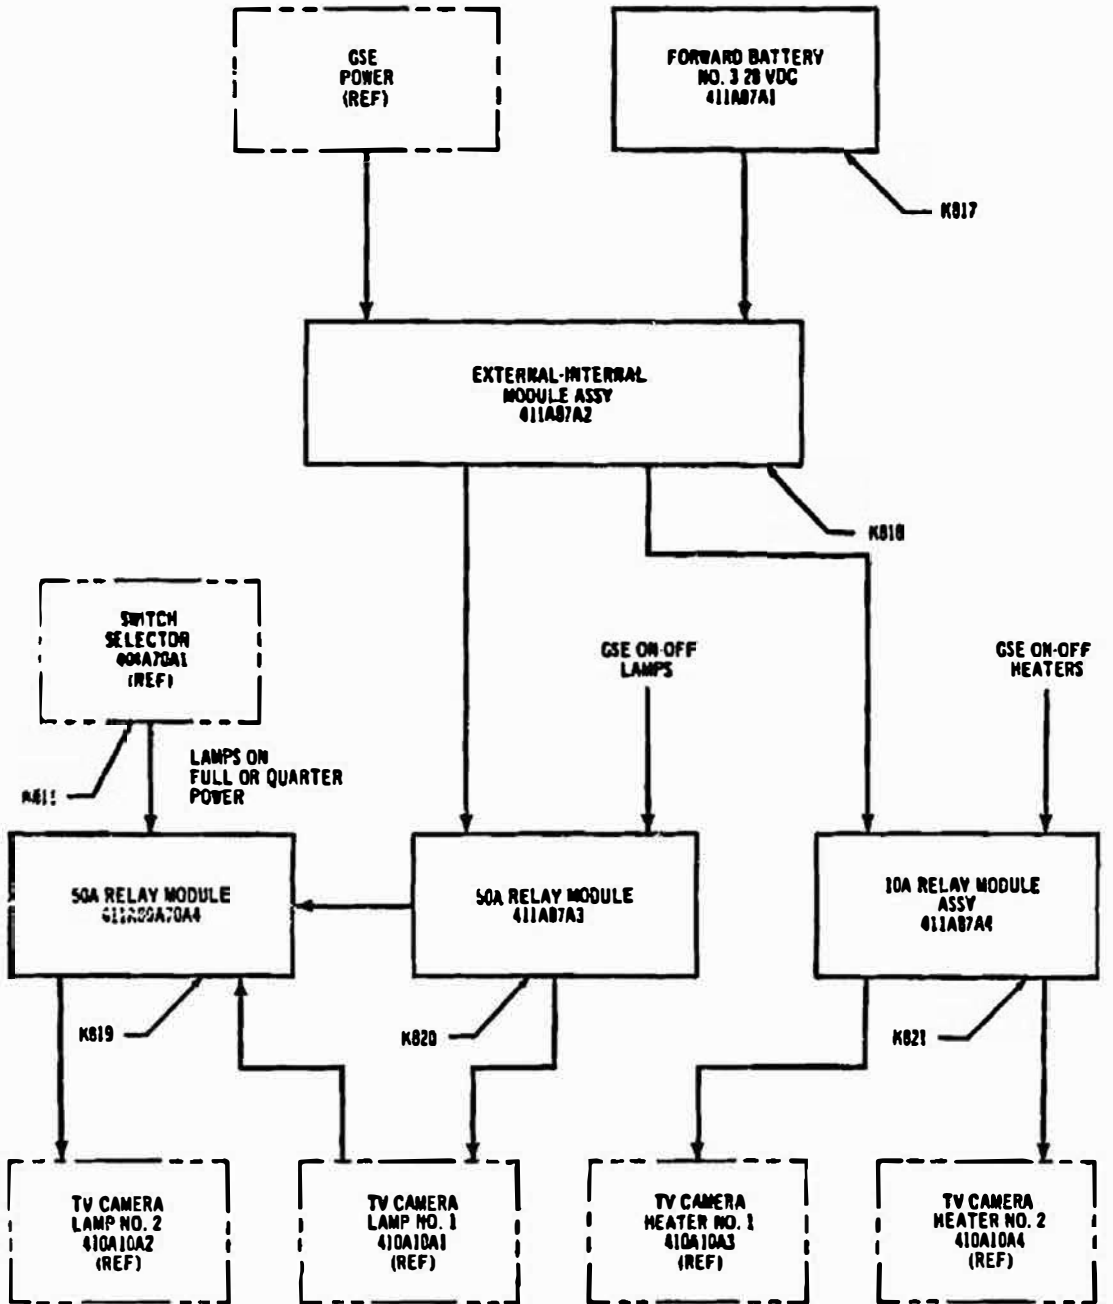 GSE
POWER
(REF)
FORWARD BATTERY
NO. 3 28 VDC
411A87A1
K817
EXTERNAL-INTERNAL
MODULE ASSY
411A87A2
K818
SWITCH
SELECTOR
404A70A1
(REF)
GSE ON-OFF
LAMPS
GSE ON-OFF
HEATERS
K811
LAMPS ON
FULL OR QUARTER
POWER
50A RELAY MODULE
50A RELAY MODULE
411A87A3
10A RELAY MODULE
ASSY
411A87A4
K819
K820
K821
TV CAMERA
LAMP NO. 2
410A10A2
(REF)
TV CAMERA
LAMP NO. 1
410A10A1
(REF)
TV CAMERA
HEATER NO. 1
410A10A3
(REF)
TV CAMERA
HEATER NO. 2
410A10A4
(REF)